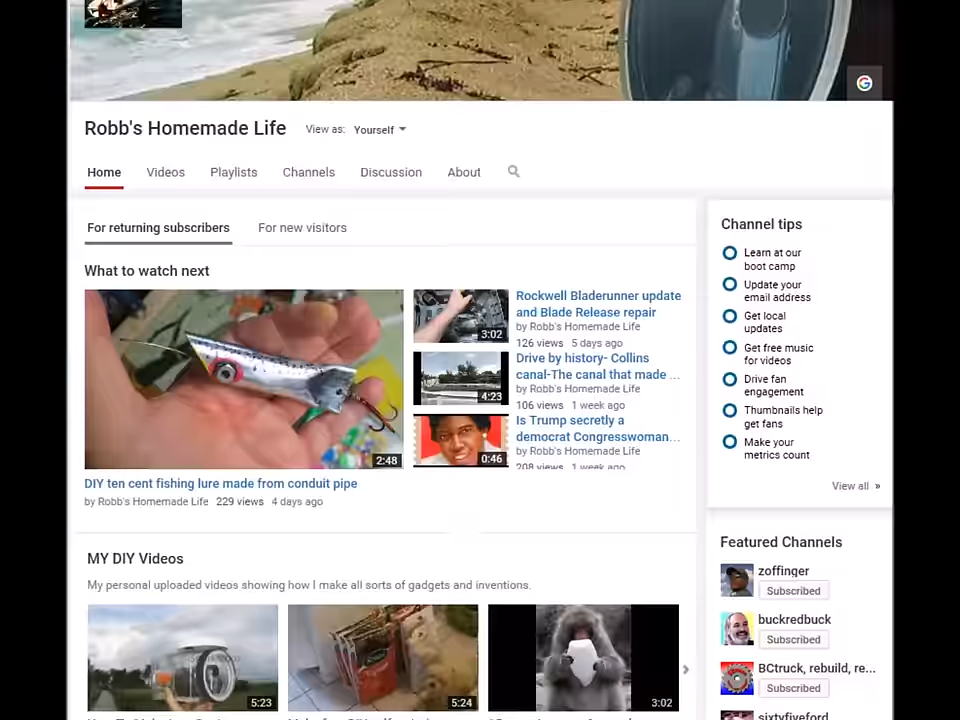 Robb's Homemade Life View as: Yourself
Home Videos Playlists Channels Discussion About
For returning subscribers For new visitors
What to watch next
2:48
DIY ten cent fishing lure made from conduit pipe
by Robb's Homemade Life 229 views 4 days ago
3:02
Rockwell Bladerunner update
and Blade Release repair
by Robb's Homemade Life
126 views 5 days ago
4:23
Drive by history- Collins
canal-The canal that made ...
by Robb's Homemade Life
106 views 1 week ago
0:46
Is Trump secretly a
democrat Congresswoman...
by Robb's Homemade Life
208 views 1 week ago
MY DIY Videos
My personal uploaded videos showing how I make all sorts of gadgets and inventions.
5:23
5:24
3:02
Channel tips
Learn at our
boot camp
Update your
email address
Get local
updates
Get free music
for videos
Drive fan
engagement
Thumbnails help
get fans
Make your
metrics count
View all »
Featured Channels
zoffinger
Subscribed
buckredbuck
Subscribed
BCtruck, rebuild, re...
Subscribed
sixtyfiveford